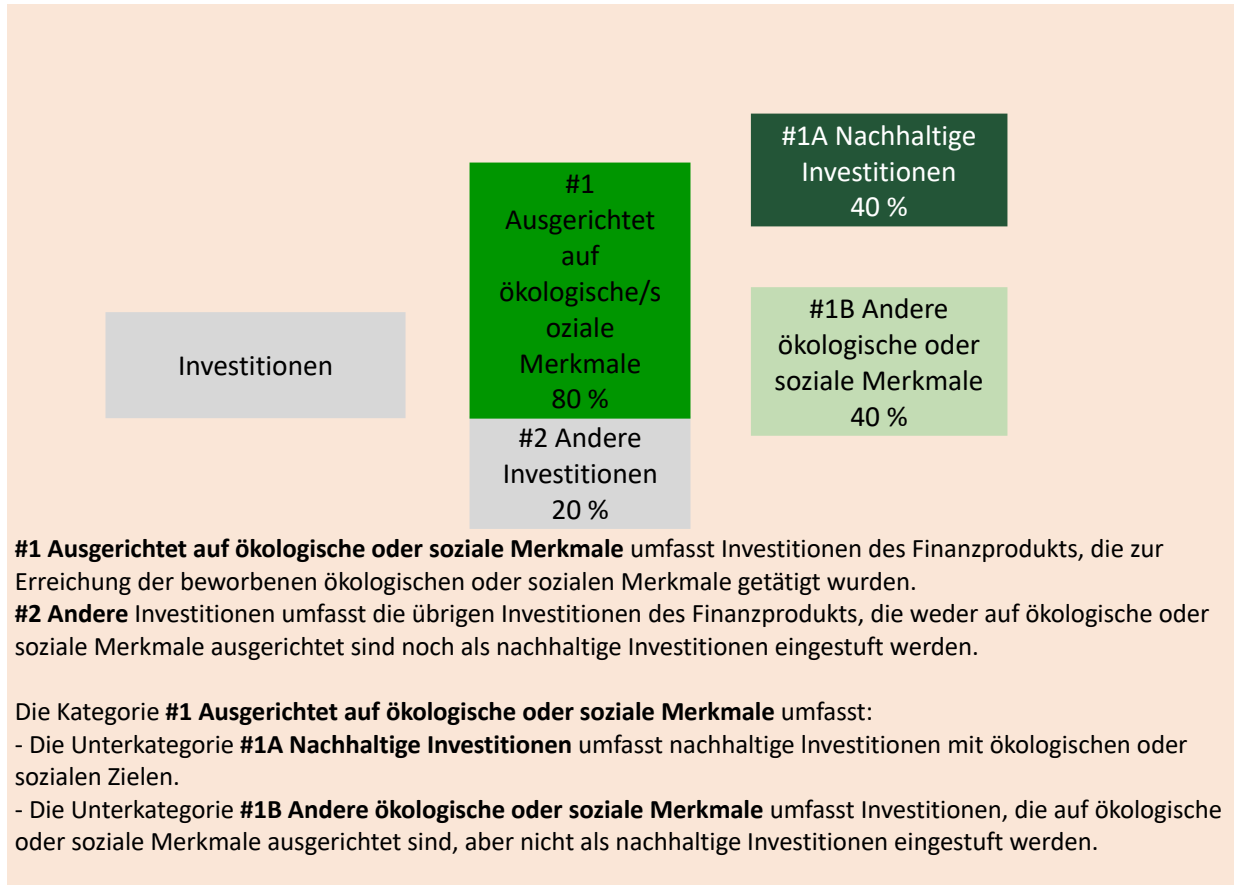 #1A Nachhaltige
Investitionen
40 %
#1
Ausgerichtet
auf
ökologische/s
oziale
Merkmale
80 %
#1B Andere
ökologische oder
soziale Merkmale
40 %
Investitionen
#2 Andere
Investitionen
20 %
#1 Ausgerichtet auf ökologische oder soziale Merkmale umfasst Investitionen des Finanzprodukts, die zur
Erreichung der beworbenen ökologischen oder sozialen Merkmale getätigt wurden.
#2 Andere Investitionen umfasst die übrigen Investitionen des Finanzprodukts, die weder auf ökologische oder
soziale Merkmale ausgerichtet sind noch als nachhaltige Investitionen eingestuft werden.
Die Kategorie #1 Ausgerichtet auf ökologische oder soziale Merkmale umfasst:
- Die Unterkategorie #1A Nachhaltige Investitionen umfasst nachhaltige Investitionen mit ökologischen oder
sozialen Zielen.
- Die Unterkategorie #1B Andere ökologische oder soziale Merkmale umfasst Investitionen, die auf ökologische
oder soziale Merkmale ausgerichtet sind, aber nicht als nachhaltige Investitionen eingestuft werden.